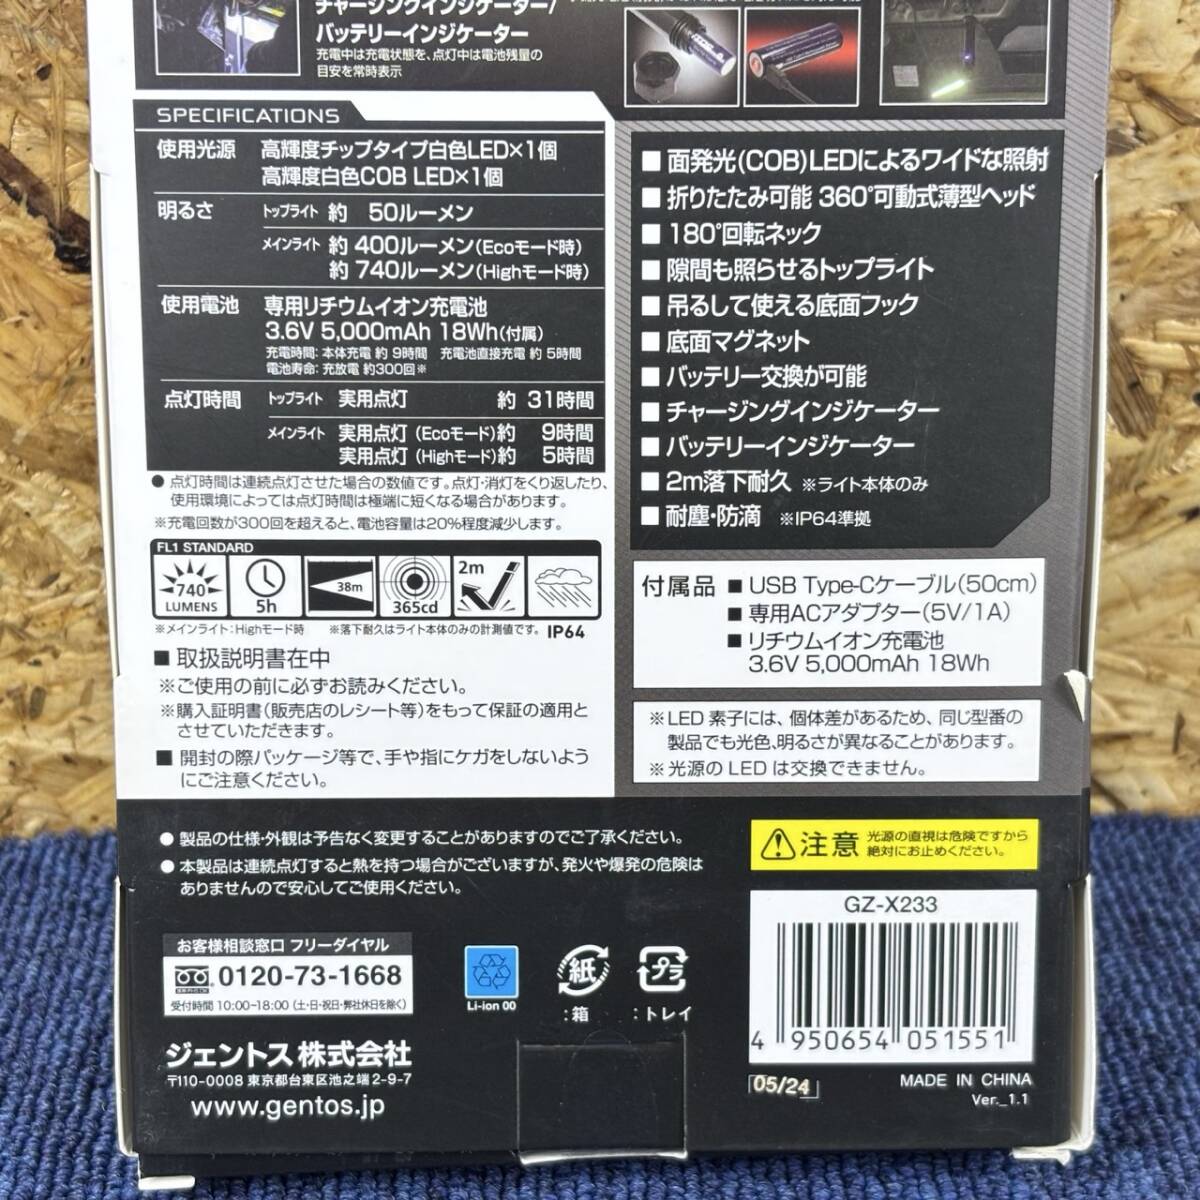 チャージングインジケーター/
バッテリーインジケーター
充電中は充電状態を、点灯中は電池残量の
目安を常時表示
SPECIFICATIONS
使用光源 高輝度チップタイプ白色LED×1個
高輝度白色COB LED×1個
明るさ トップライト 約 50ルーメン
メインライト 約 400ルーメン(Ecoモード時)
約 740ルーメン(Highモード時)
使用電池 専用リチウムイオン充電池
3.6V 5,000mAh 18Wh(付属)
充電時間: 本体充電 約 9時間 充電池直接充電 約 5時間
電池寿命: 充放電 約300回※
点灯時間 トップライト 実用点灯 約 31時間
メインライト 実用点灯 (Ecoモード)約 9時間
実用点灯 (Highモード)約 5時間
● 点灯時間は連続点灯させた場合の数値です。点灯・消灯をくり返したり、
使用環境によっては点灯時間は極端に短くなる場合があります。
※充電回数が300回を超えると、電池容量は20%程度減少します。
FL1 STANDARD
740 LUMENS
5h
38m
365cd
2m
IP64
※メインライト: Highモード時 ※落下耐久はライト本体のみの計測値です。
■ 取扱説明書在中
※ご使用の前に必ずお読みください。
※購入証明書(販売店のレシート等)をもって保証の適用と
させていただきます。
■ 開封の際パッケージ等で、手や指にケガをしないよう
にご注意ください。
■ 面発光(COB)LEDによるワイドな照射
■ 折りたたみ可能 360°可動式薄型ヘッド
■ 180°回転ネック
■ 隙間も照らせるトップライト
■ 吊るして使える底面フック
■ 底面マグネット
■ バッテリー交換が可能
■ チャージングインジケーター
■ バッテリーインジケーター
■ 2m落下耐久 ※ライト本体のみ
■ 耐塵・防滴 ※IP64準拠
付属品 ■ USB Type-Cケーブル(50cm)
■ 専用ACアダプター(5V/1A)
■ リチウムイオン充電池
3.6V 5,000mAh 18Wh
※LED 素子には、個体差があるため、同じ型番の
製品でも光色、明るさが異なることがあります。
※光源のLEDは交換できません。
● 製品の仕様・外観は予告なく変更することがありますのでご了承ください。
● 本製品は連続点灯すると熱を持つ場合がございますが、発火や爆発の危険は
ありませんので安心してご使用ください。
注意 光源の直視は危険ですから
絶対にお止めください。
お客様相談窓口 フリーダイヤル
0120-73-1668
受付時間 10:00~18:00 (土・日・祝日・弊社休日を除く)
Li-ion 00
紙
:箱
プラ
:トレイ
ジェントス 株式会社
〒110-0008 東京都台東区池之端2-9-7
www.gentos.jp
GZ-X233
4 950654 051551
05/24
MADE IN CHINA
Ver._1.1